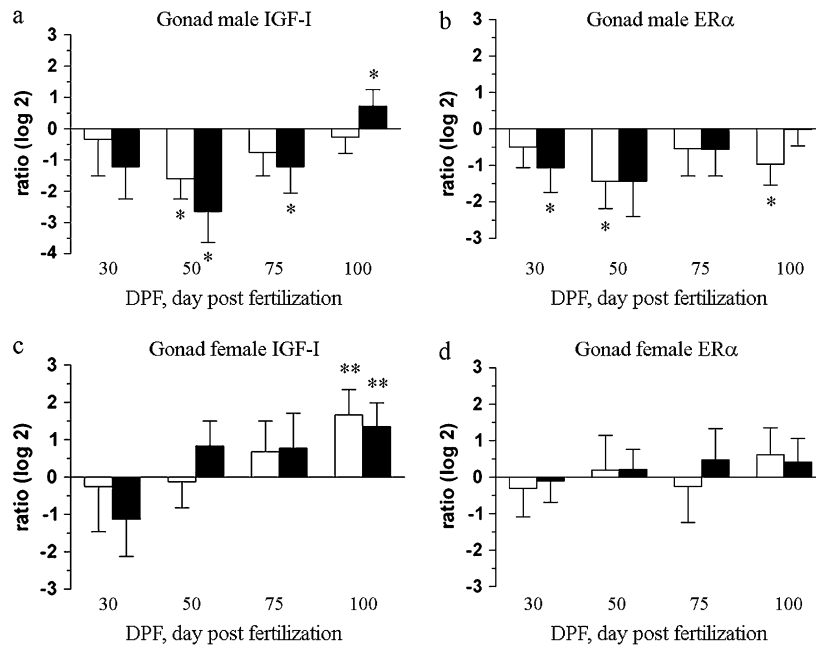 a
Gonad male IGF-I
3
2
1
0
-1
-2
-3
-4
ratio (log 2)
*
*
*
*
30 50 75 100
DPF, day post fertilization
b
Gonad male ERα
3
2
1
0
-1
-2
-3
ratio (log 2)
*
*
*
30 50 75 100
DPF, day post fertilization
c
Gonad female IGF-I
3
2
1
0
-1
-2
-3
ratio (log 2)
** **
30 50 75 100
DPF, day post fertilization
d
Gonad female ERα
3
2
1
0
-1
-2
-3
ratio (log 2)
30 50 75 100
DPF, day post fertilization